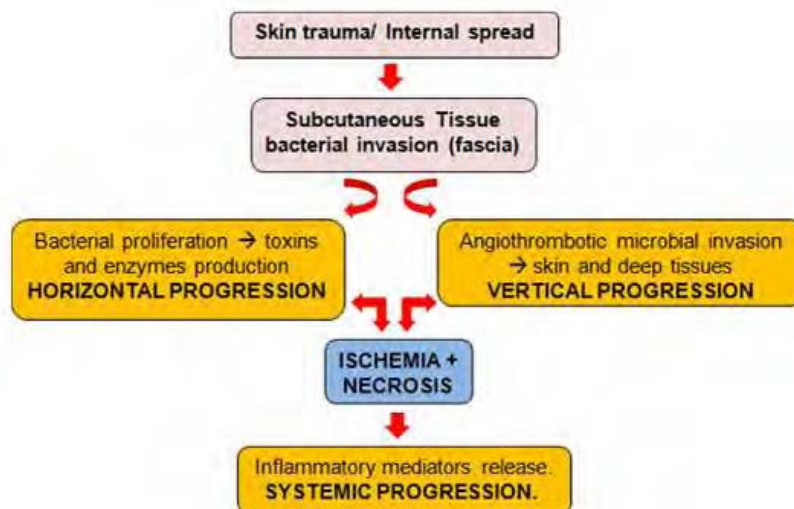 Skin trauma/ Internal spread
Subcutaneous Tissue
bacterial invasion (fascia)
Bacterial proliferation → toxins
and enzymes production
HORIZONTAL PROGRESSION
Angiothrombotic microbial invasion
→ skin and deep tissues
VERTICAL PROGRESSION
ISCHEMIA +
NECROSIS
Inflammatory mediators release.
SYSTEMIC PROGRESSION.